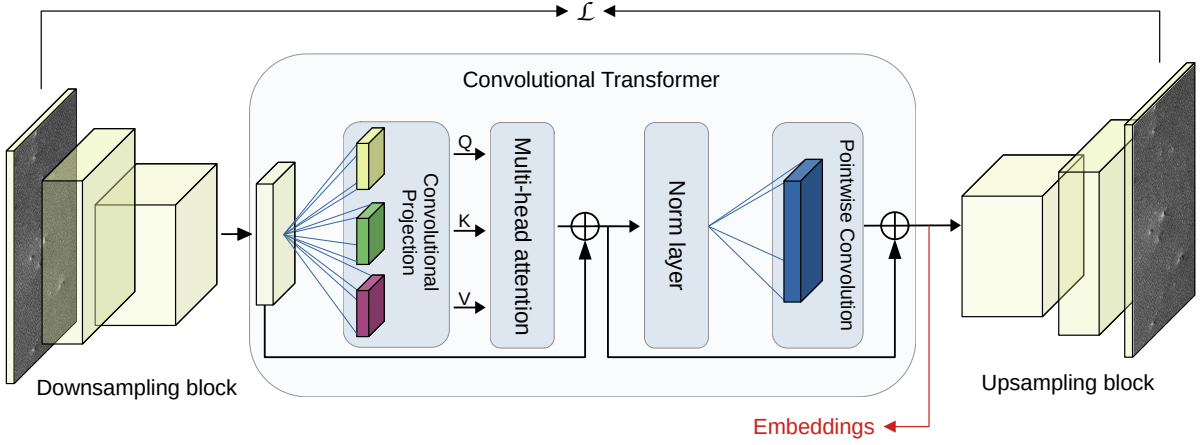 ℒ
Convolutional Transformer
Convolutional
Projection
Q
K
V
Multi-head attention
Norm layer
Pointwise Convolution
Downsampling block
Upsampling block
Embeddings